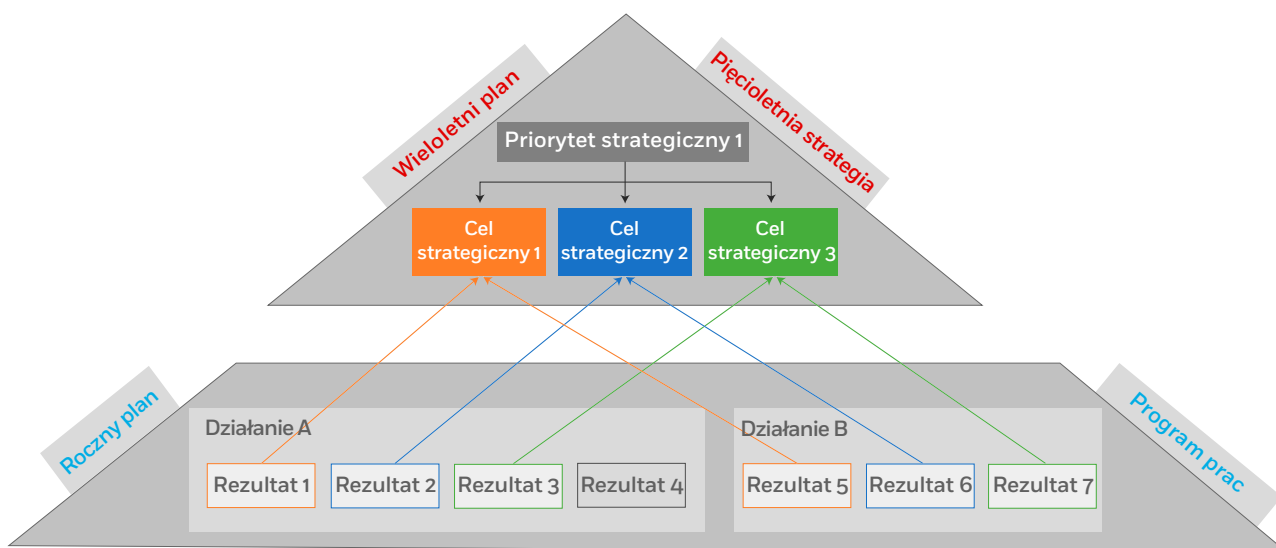 Wieloletni plan
Pięcioletnia strategia
Priorytet strategiczny 1
Cel
strategiczny 1
Cel
strategiczny 2
Cel
strategiczny 3
Roczny plan
Program prac
Działanie A
Działanie B
Rezultat 1
Rezultat 2
Rezultat 3
Rezultat 4
Rezultat 5
Rezultat 6
Rezultat 7